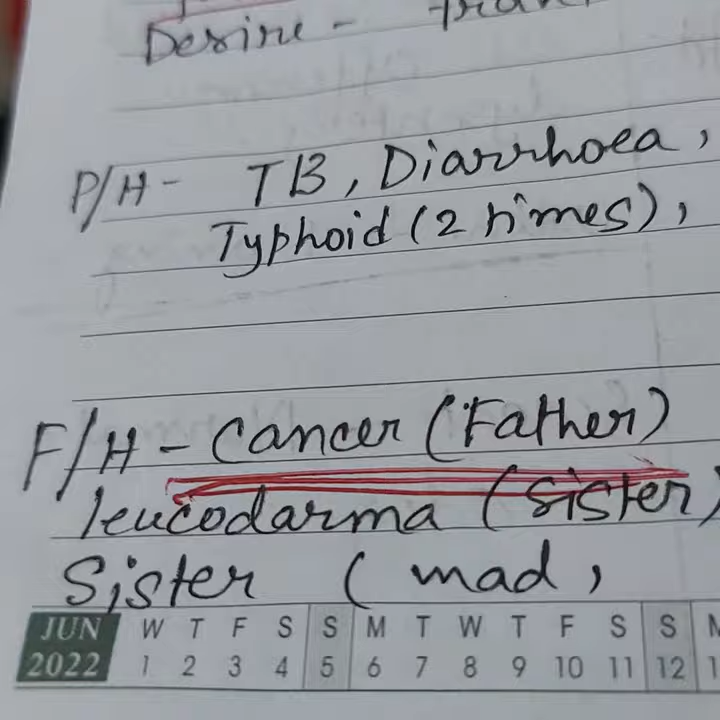 Desire -
P/H - TB, Diarrhoea,
Typhoid (2 times),
F/H - Cancer (Father)
leucodarma (sister)
Sister ( mad,
JUN W T F S S M T W T F S S
2022 1 2 3 4 5 6 7 8 9 10 11 12